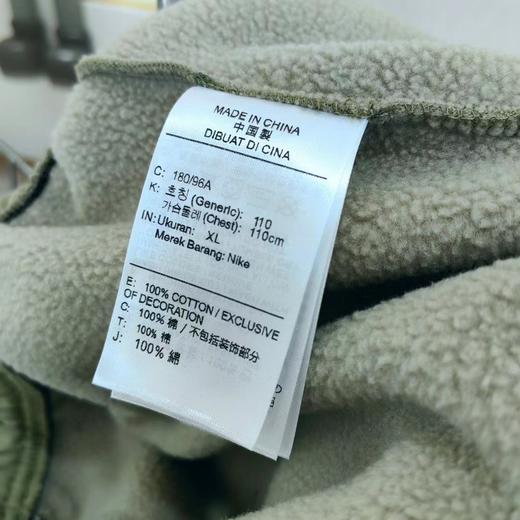 MADE IN CHINA
中国製
DIBUAT DI CINA
C: 180/96A
K: 호칭 (Generic): 110
가슴둘레 (Chest): 110cm
IN: Ukuran: XL
Merek Barang: Nike
E: 100% COTTON / EXCLUSIVE
OF DECORATION
C: 100% 棉 / 不包括装饰部分
T: 100% 棉
J: 100% 綿